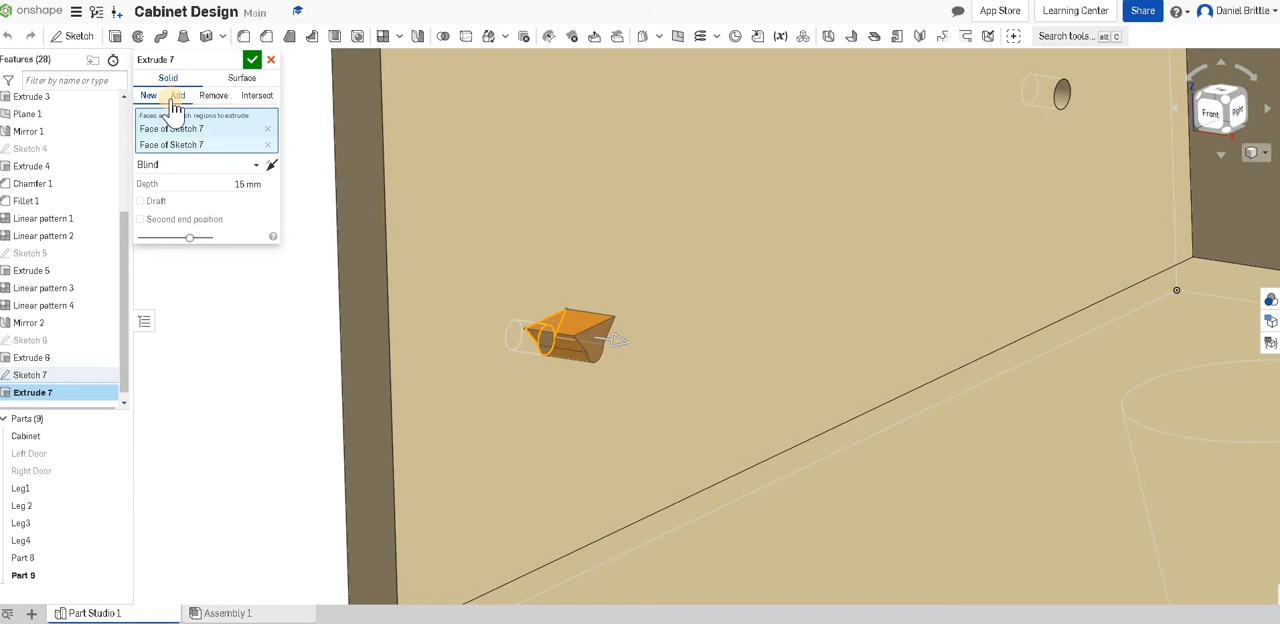 onshape Cabinet Design Main App Store Learning Center Share Daniel Brittle
Sketch Search tools... alt C
Features (28)
Filter by name or type
Extrude 3
Plane 1
Mirror 1
Sketch 4
Extrude 4
Chamfer 1
Fillet 1
Linear pattern 1
Linear pattern 2
Sketch 5
Extrude 5
Linear pattern 3
Linear pattern 4
Mirror 2
Sketch 6
Extrude 6
Sketch 7
Extrude 7
Parts (9)
Cabinet
Left Door
Right Door
Leg1
Leg 2
Leg3
Leg4
Part 8
Part 9
Extrude 7
Solid Surface
New Add Remove Intersect
Faces regions to extrude
Face of Sketch 7
Face of Sketch 7
Blind
Depth 15 mm
Draft
Second end position
Z
Front
Right
X
Part Studio 1 Assembly 1